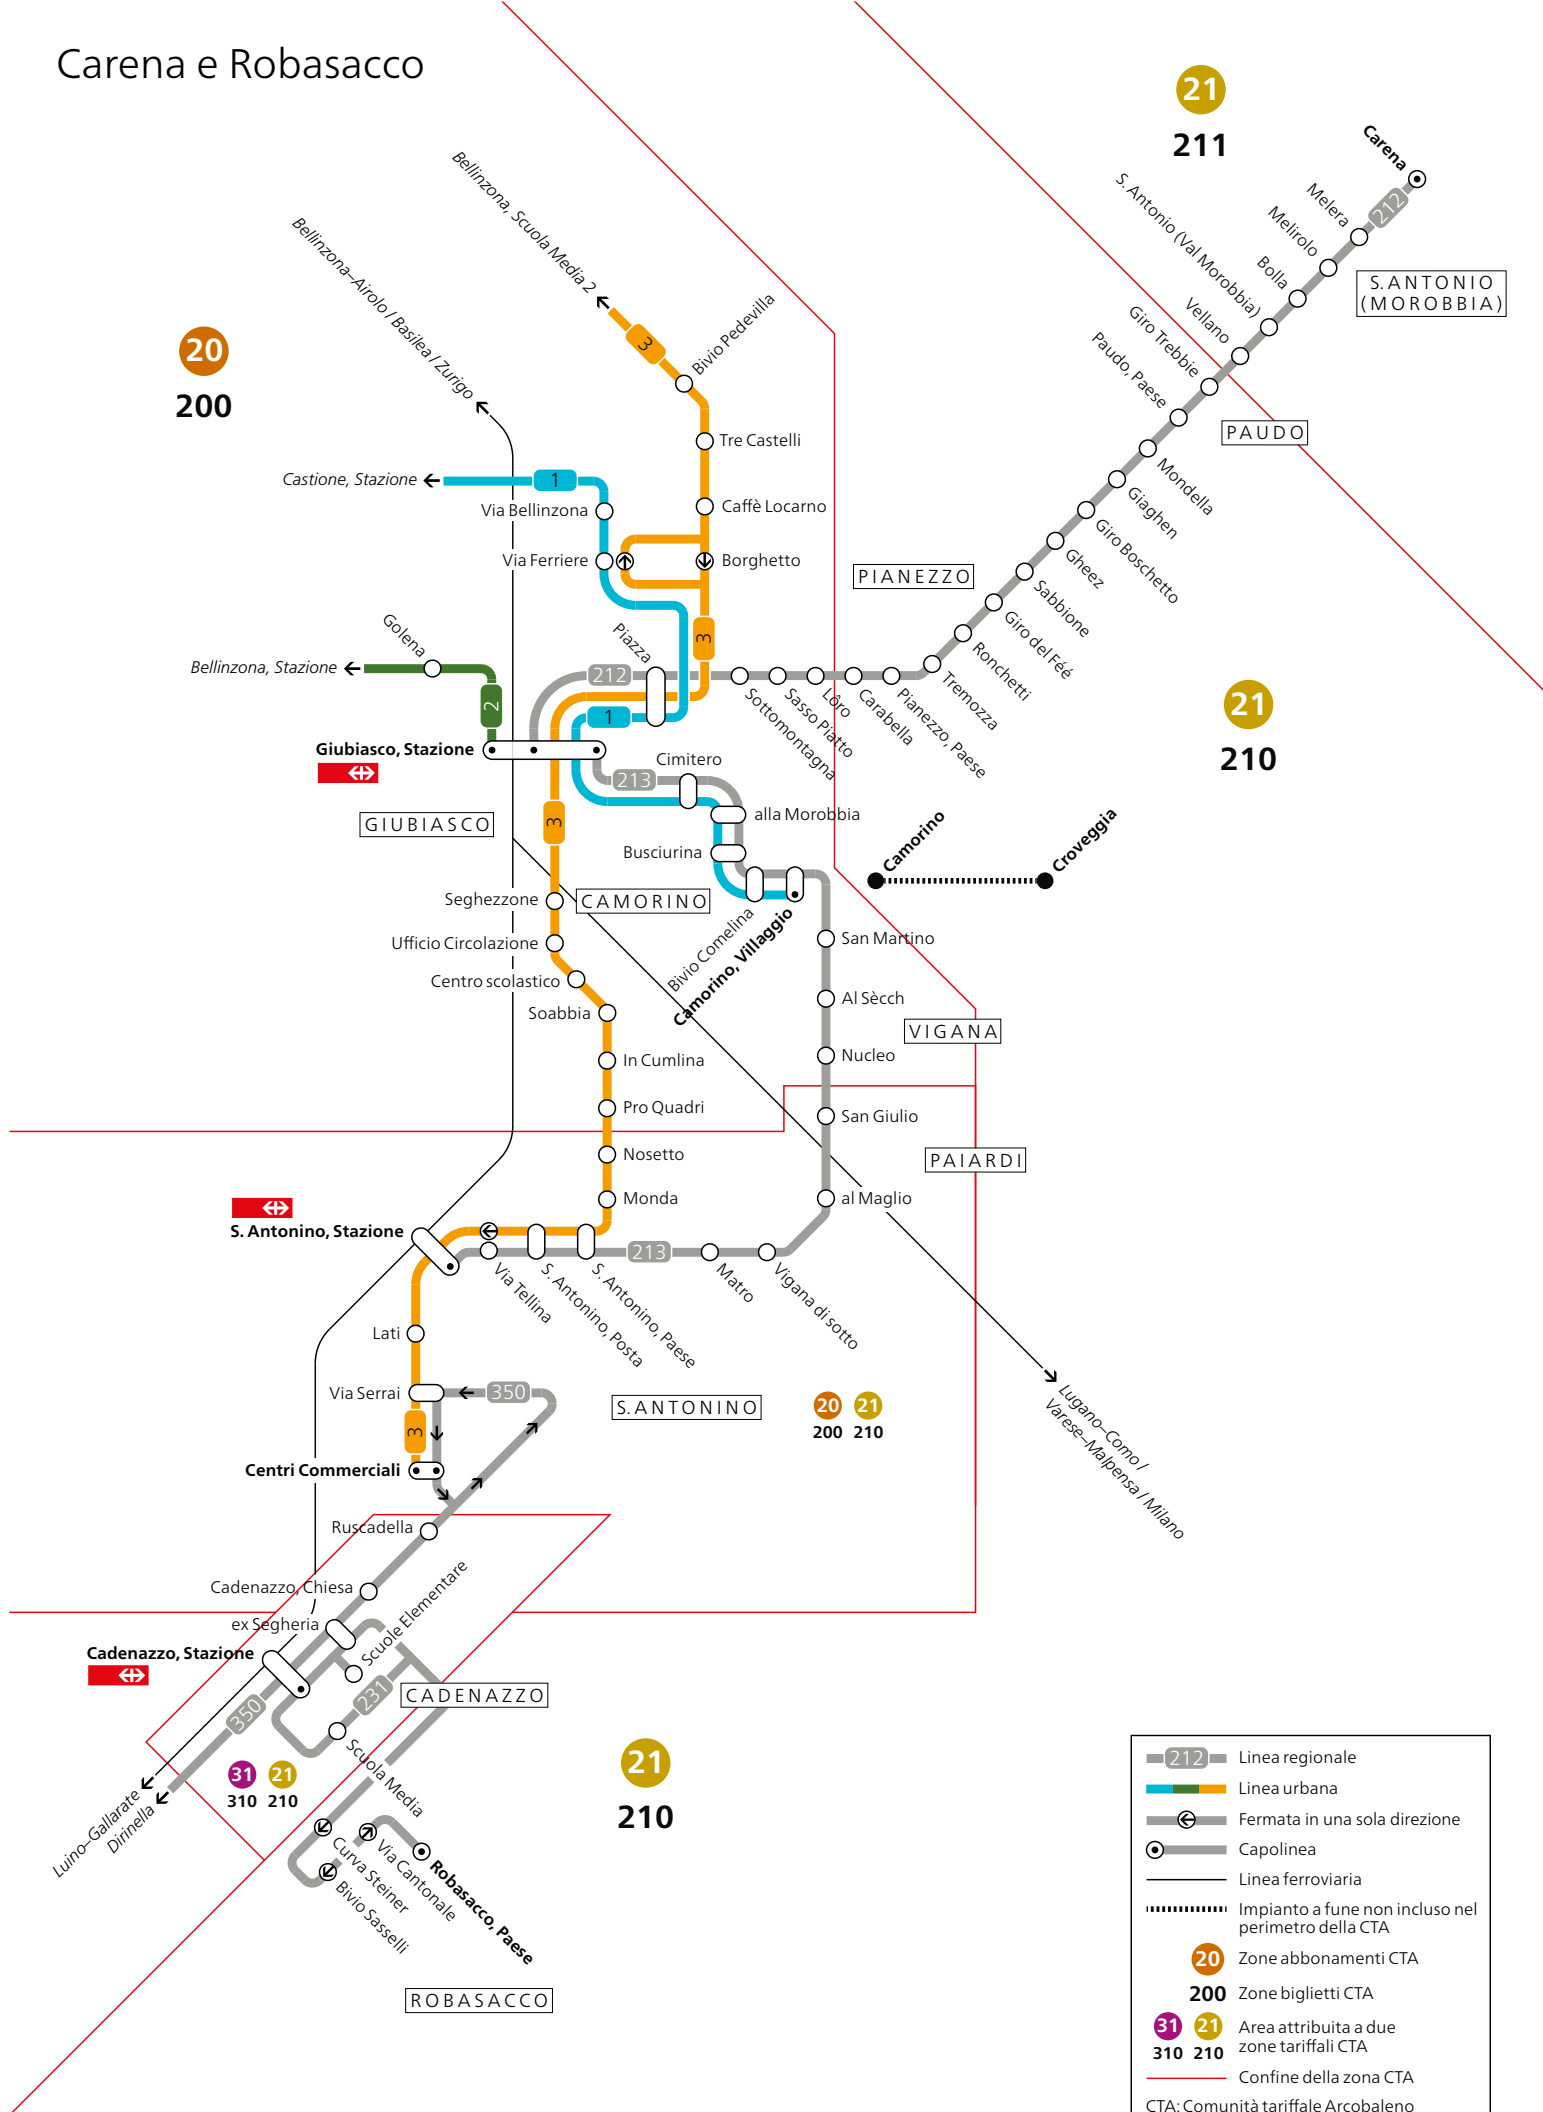 Carena e Robasacco
21
211
Carena
212
Melera
Melirolo
Bolla
S. Antonio (Val Morobbia)
Vellano
Giro Trebbie
Paudo, Paese
S.ANTONIO
(MOROBBIA)
PAUDO
Mondella
Giaghen
Giro Boschetto
Gheez
Sabbione
Giro del Féé
Ronchetti
Tremozza
PIANEZZO
Bellinzona, Scuola Media 2
Bellinzona–Airolo / Basilea / Zurigo
3
Bivio Pedevilla
20
200
Tre Castelli
Castione, Stazione
1
Via Bellinzona
Caffè Locarno
Via Ferriere
Borghetto
Golena
Piazza
3
Bellinzona, Stazione
212
2
1
Sottomontagna
Sasso Piatto
Lôro
Carabella
Pianezzo, Paese
21
210
Giubiasco, Stazione
Cimitero
213
GIUBIASCO
3
alla Morobbia
Busciurina
Camorino
Croveggia
Seghezzone
CAMORINO
Bivio Comelina
Camorino, Villaggio
Ufficio Circolazione
San Martino
Centro scolastico
Al Sècch
Soabbia
VIGANA
In Cumlina
Nucleo
Pro Quadri
San Giulio
Nosetto
PAIARDI
Monda
al Maglio
S. Antonino, Stazione
213
Via Tellina
S. Antonino, Posta
S. Antonino, Paese
Matro
Vigana di sotto
Lati
Via Serrai
350
S.ANTONINO
20 21
200 210
Lugano–Como /
Varese–Malpensa / Milano
3
Centri Commerciali
Ruscadella
Cadenazzo, Chiesa
ex Segheria
Scuole Elementare
Cadenazzo, Stazione
231
CADENAZZO
350
Scuola Media
31 21
310 210
21
210
Luino–Gallarate
Dirinella
Curva Steiner
Via Cantonale
Bivio Sasselli
Robasacco, Paese
ROBASACCO
212 Linea regionale
Linea urbana
Fermata in una sola direzione
Capolinea
Linea ferroviaria
Impianto a fune non incluso nel
perimetro della CTA
20 Zone abbonamenti CTA
200 Zone biglietti CTA
31 21 Area attribuita a due
310 210 zone tariffali CTA
Confine della zona CTA
CTA: Comunità tariffale Arcobaleno